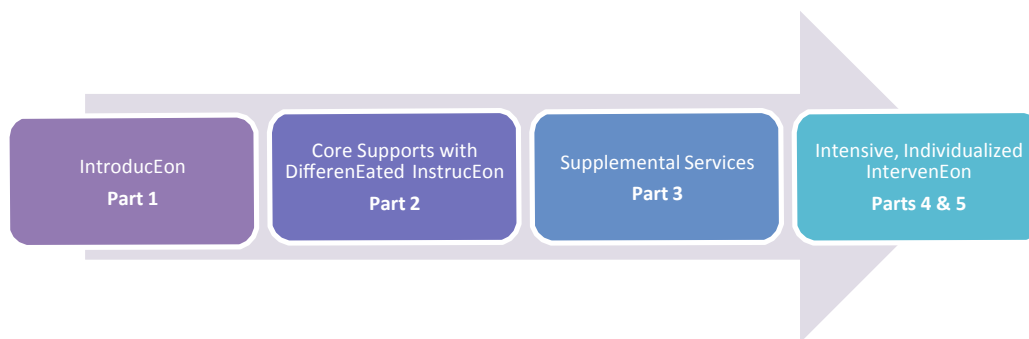 IntroducEon
Part 1
Core Supports with
DifferenEated InstrucEon
Part 2
Supplemental Services
Part 3
Intensive, Individualized
IntervenEon
Parts 4 & 5